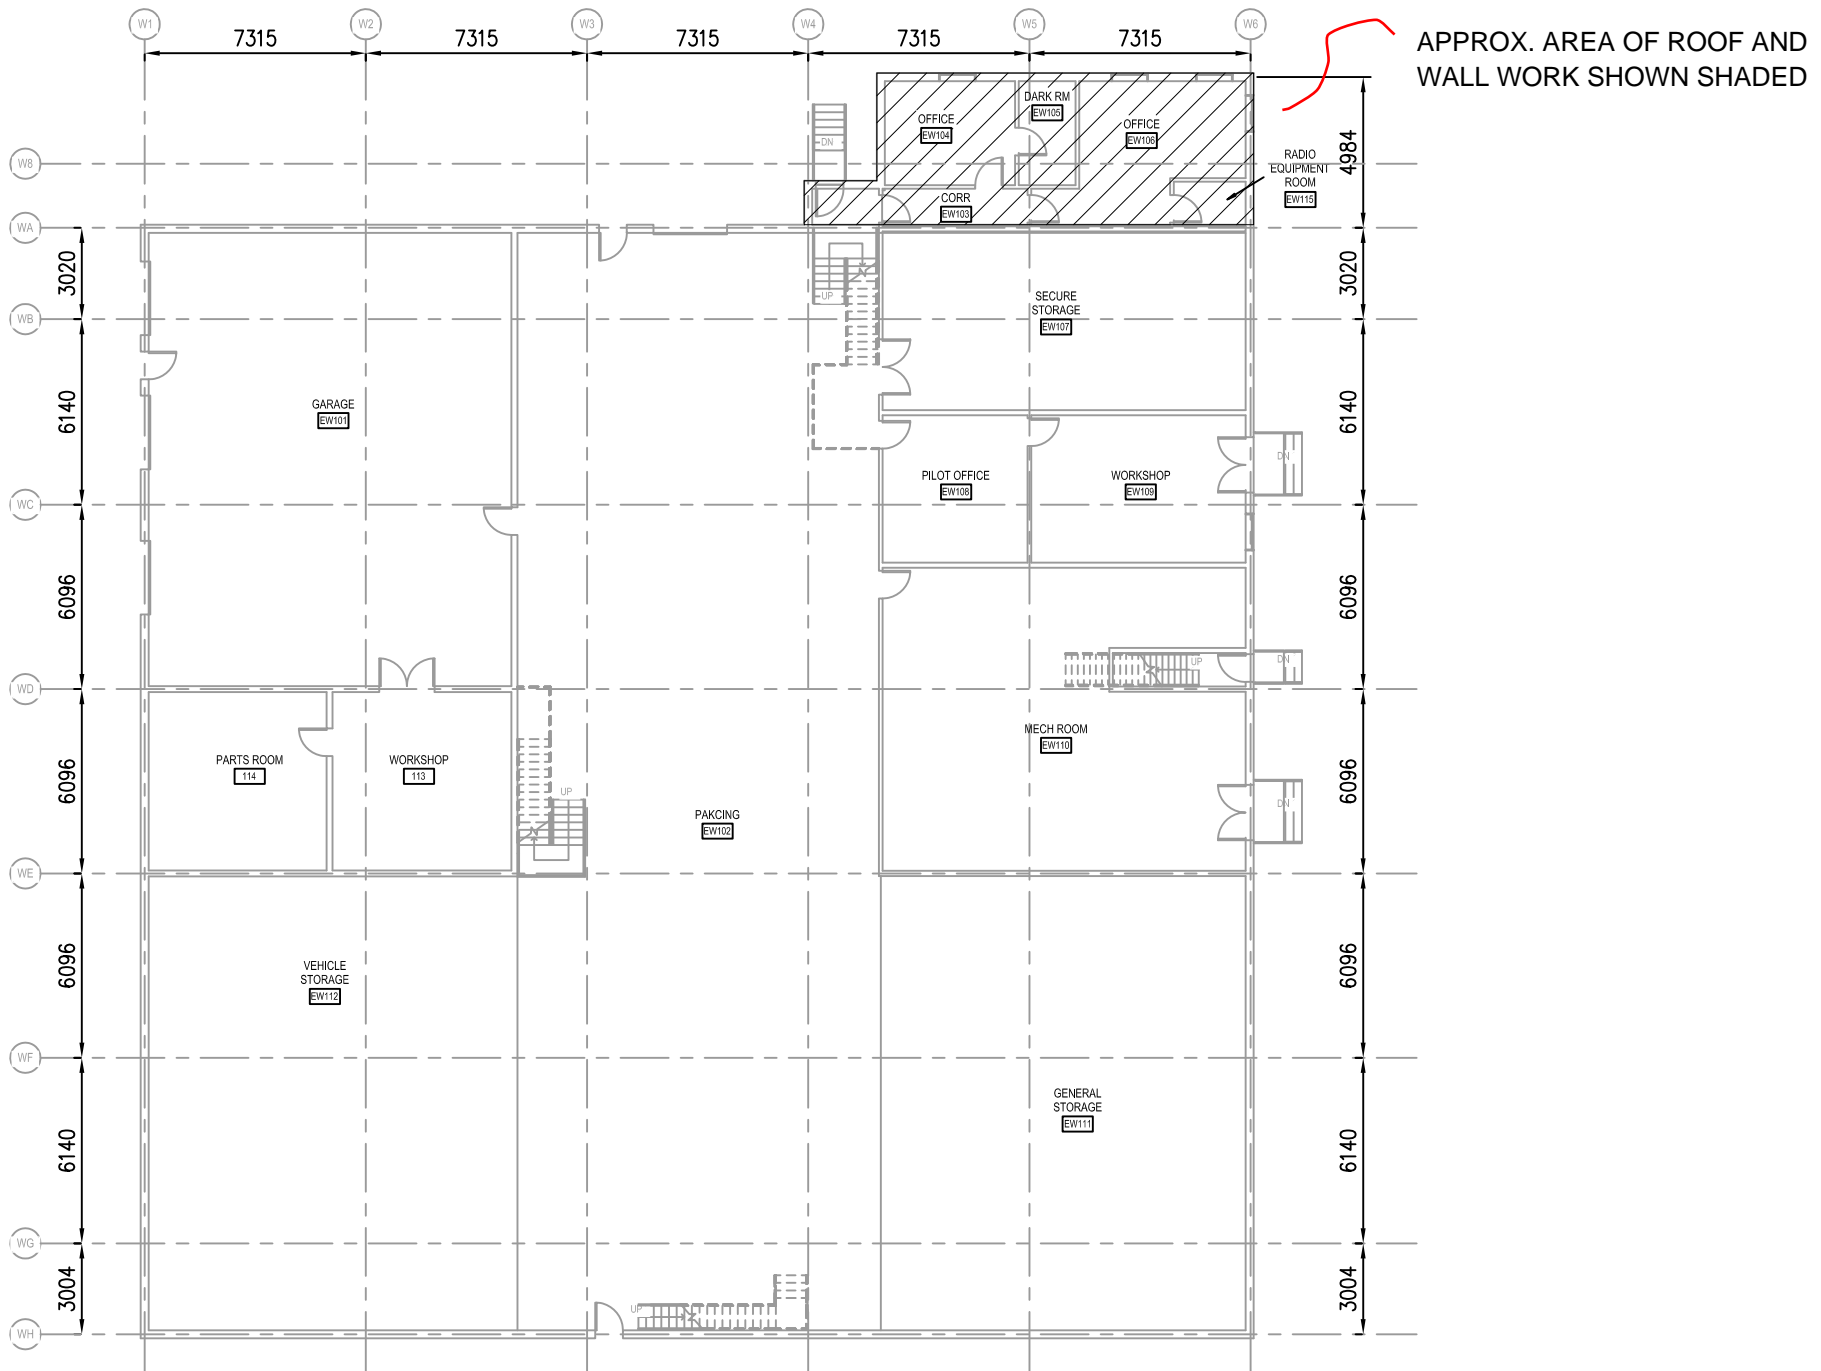 W1
W2
W3
W4
W5
W6
7315
7315
7315
7315
7315
APPROX. AREA OF ROOF AND
WALL WORK SHOWN SHADED
DARK RM
EW105
OFFICE
EW104
OFFICE
EW106
DN
W8
4984
RADIO
EQUIPMENT
ROOM
EW115
CORR
EW103
WA
3020
3020
UP
SECURE
STORAGE
EW107
WB
6140
6140
GARAGE
EW101
DN
PILOT OFFICE
EW108
WORKSHOP
EW109
WC
6096
6096
UP
DN
WD
MECH ROOM
EW110
PARTS ROOM
114
WORKSHOP
113
6096
6096
UP
DN
PAKCING
EW102
WE
6096
6096
VEHICLE
STORAGE
EW112
WF
GENERAL
STORAGE
EW111
6140
6140
WG
3004
3004
UP
WH